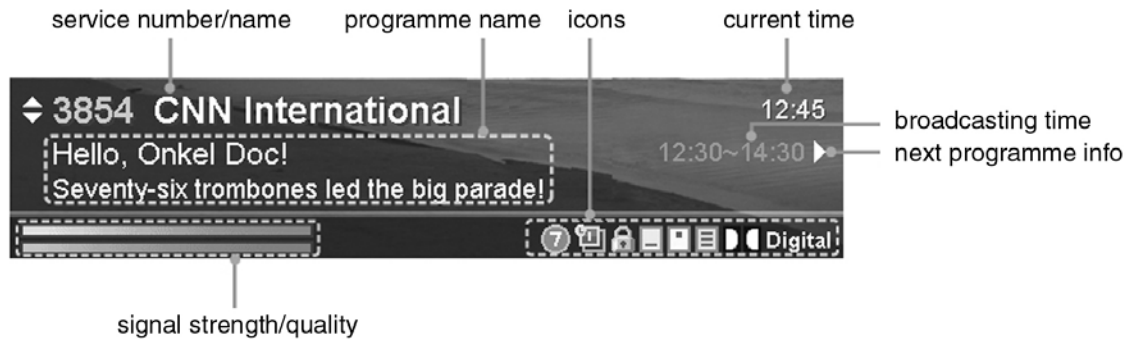 service number/name programme name icons current time
3854 CNN International 12:45
broadcasting time
Hello, Onkel Doc! 12:30~14:30 next programme info
Seventy-six trombones led the big parade!
7 Digital
signal strength/quality